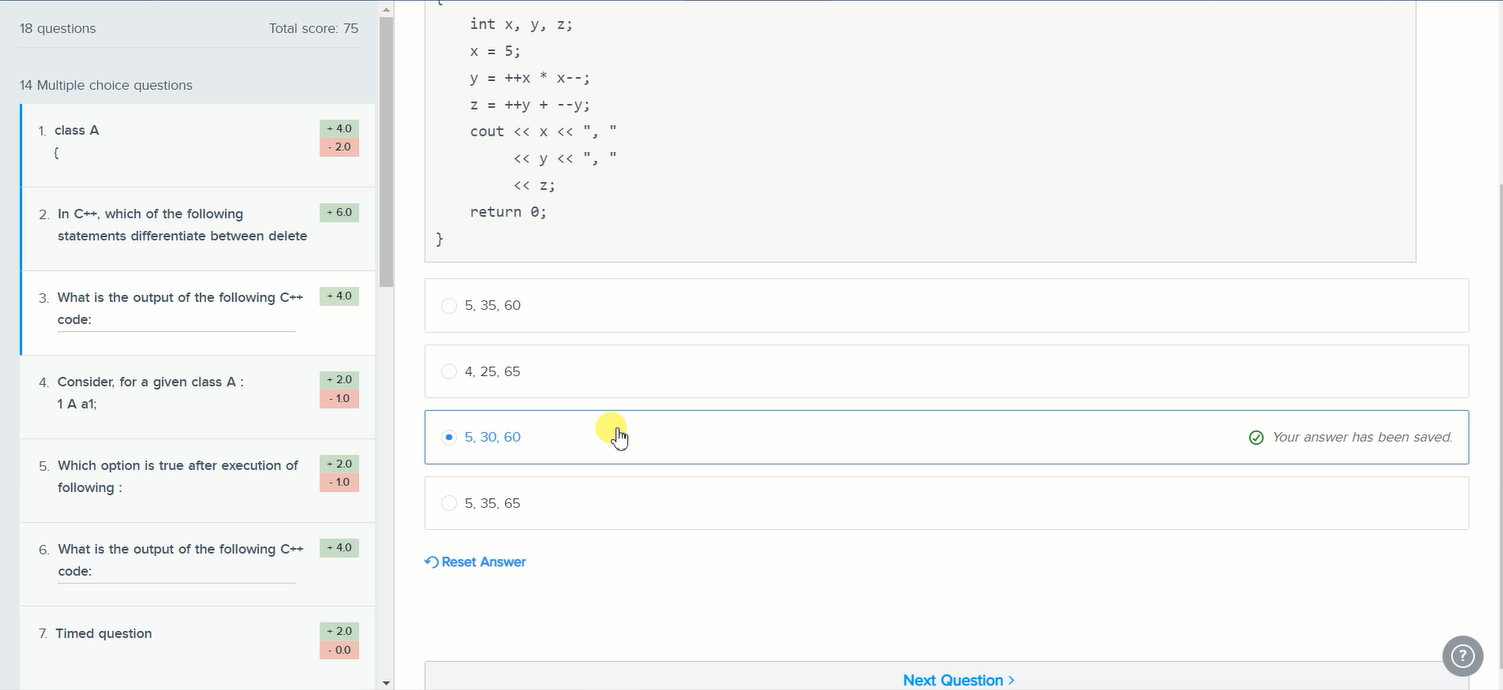 18 questions
Total score: 75
14 Multiple choice questions
1. class A
{
+ 4.0
- 2.0
2. In C++, which of the following
statements differentiate between delete
+ 6.0
3. What is the output of the following C++
code:
+ 4.0
4. Consider, for a given class A :
1 A a1;
+ 2.0
- 1.0
5. Which option is true after execution of
following :
+ 2.0
- 1.0
6. What is the output of the following C++
code:
+ 4.0
7. Timed question
+ 2.0
- 0.0
{
int x, y, z;
x = 5;
y = ++x * x--;
z = ++y + --y;
cout << x << ", "
<< y << ", "
<< z;
return 0;
}
5, 35, 60
4, 25, 65
5, 30, 60
Your answer has been saved.
5, 35, 65
Reset Answer
Next Question >
?